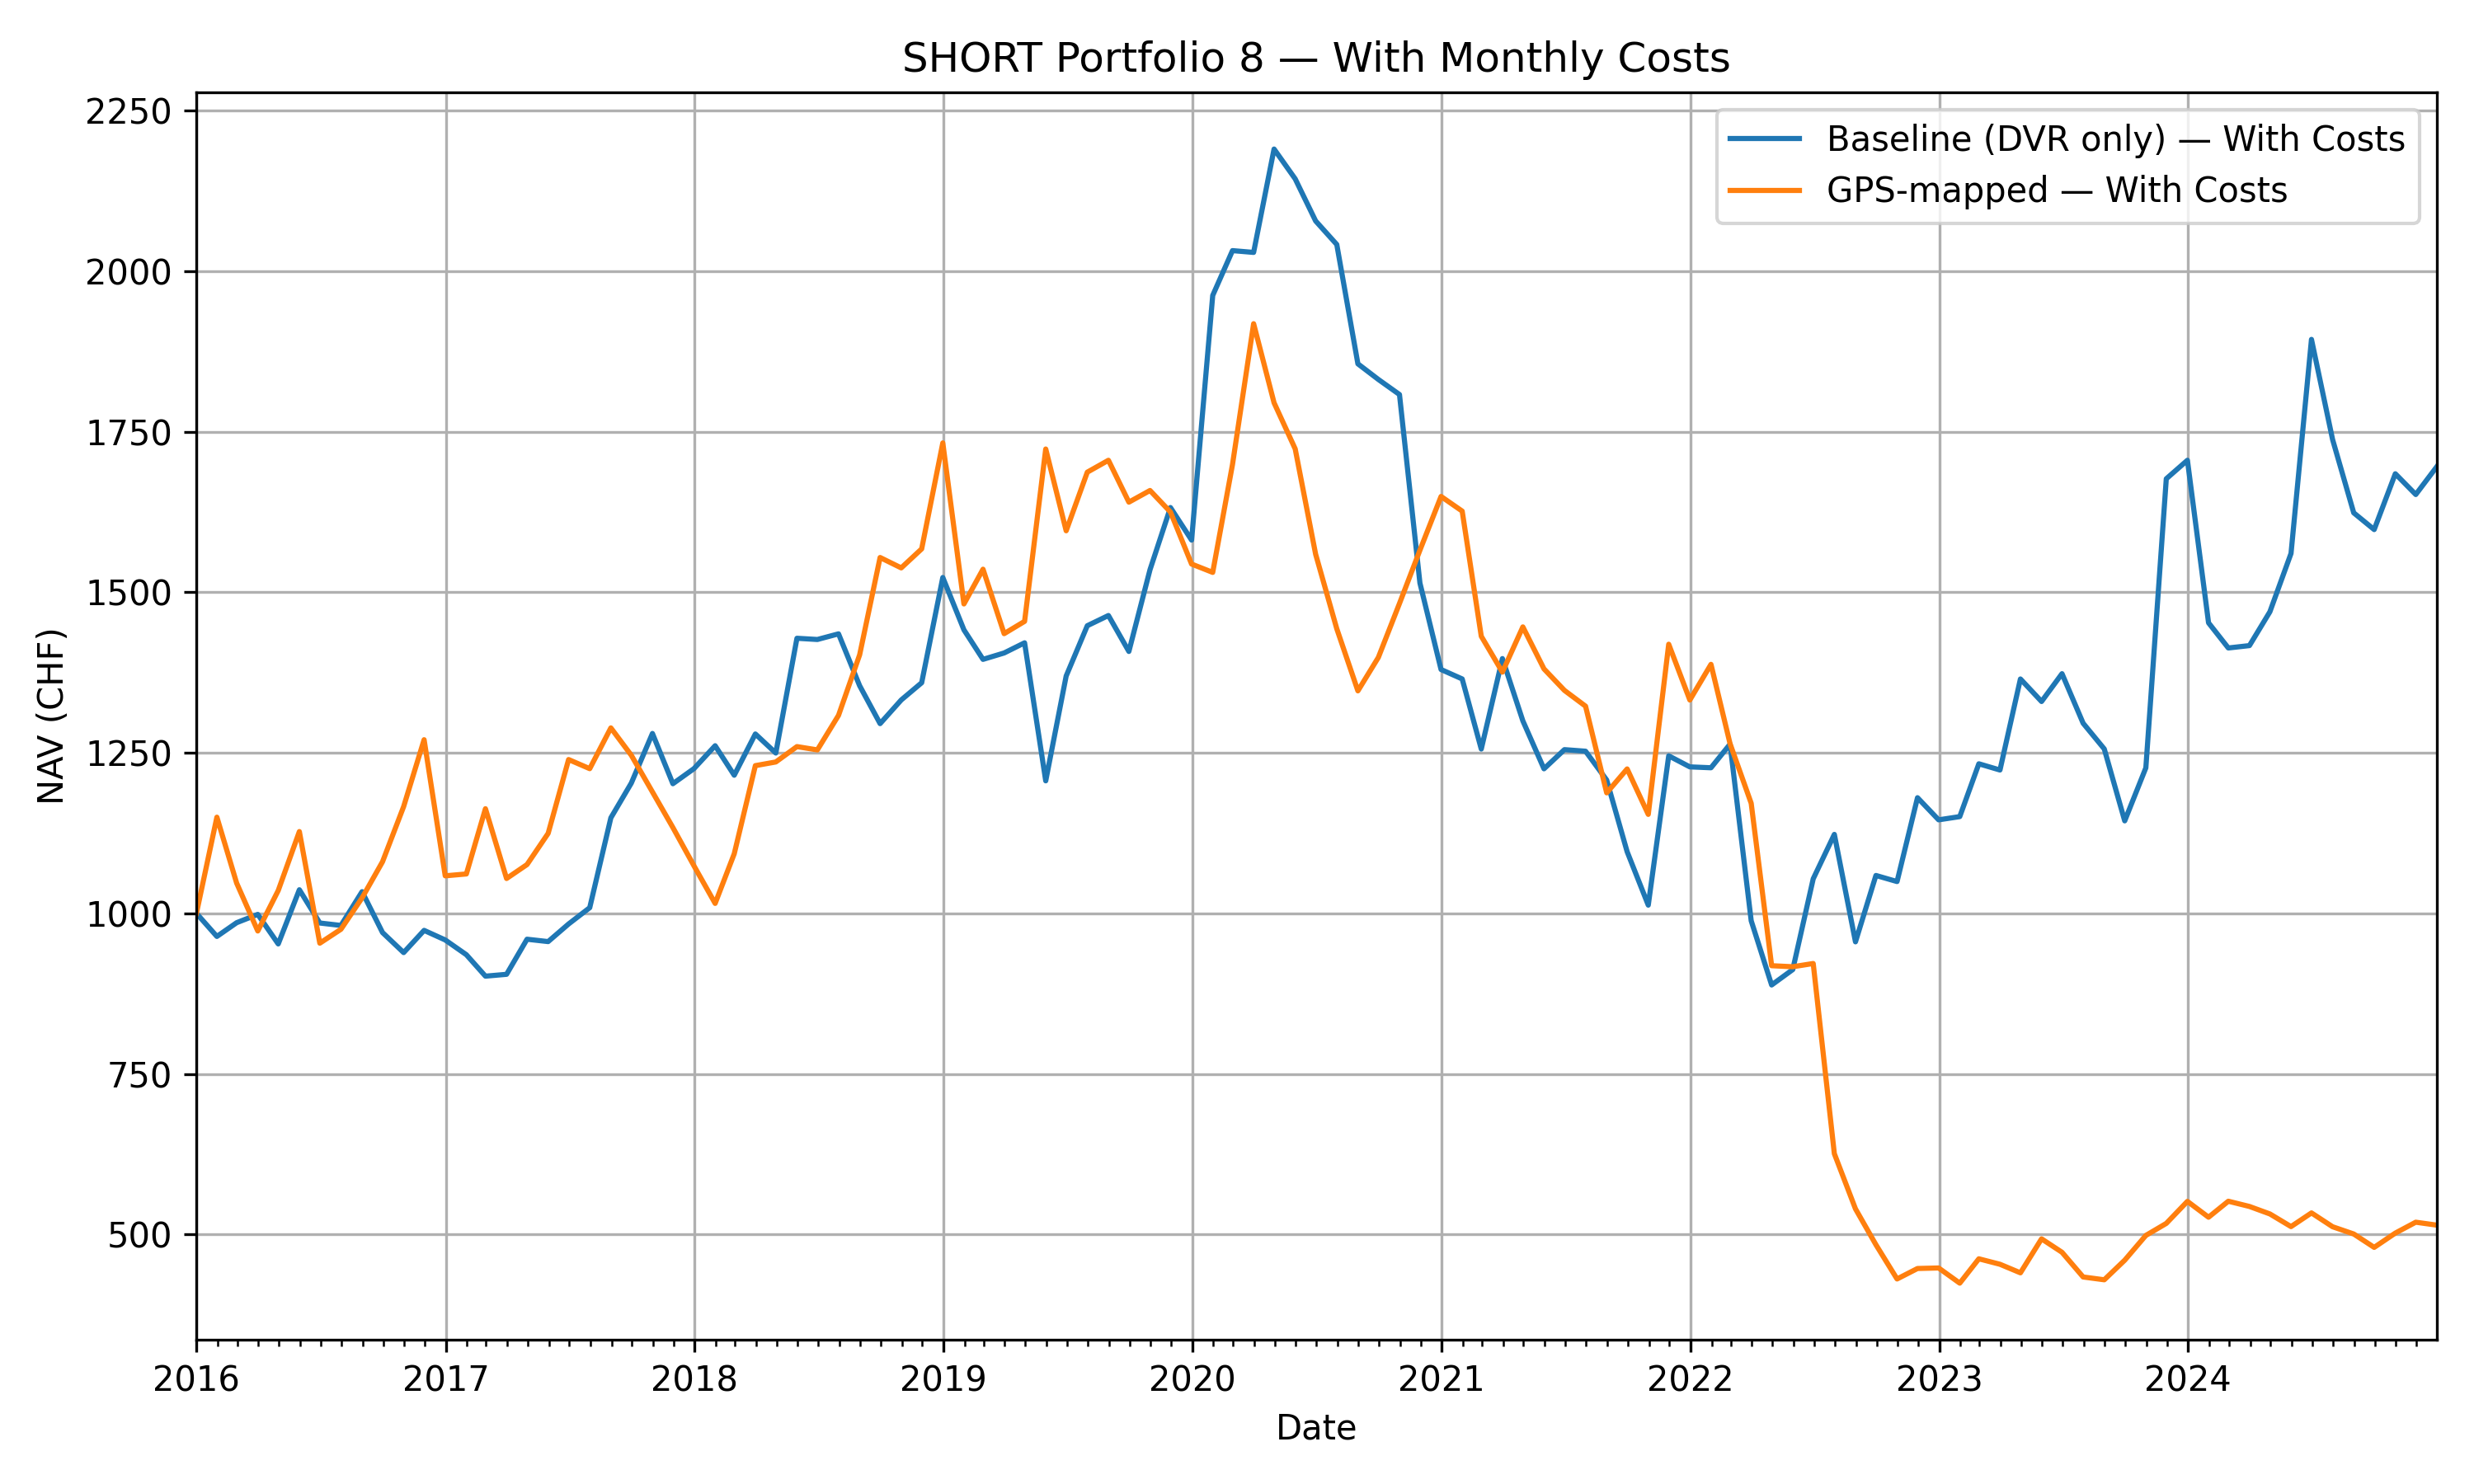 SHORT Portfolio 8 — With Monthly Costs
Baseline (DVR only) — With Costs
GPS-mapped — With Costs
NAV (CHF)
2250
2000
1750
1500
1250
1000
750
500
2016 2017 2018 2019 2020 2021 2022 2023 2024
Date